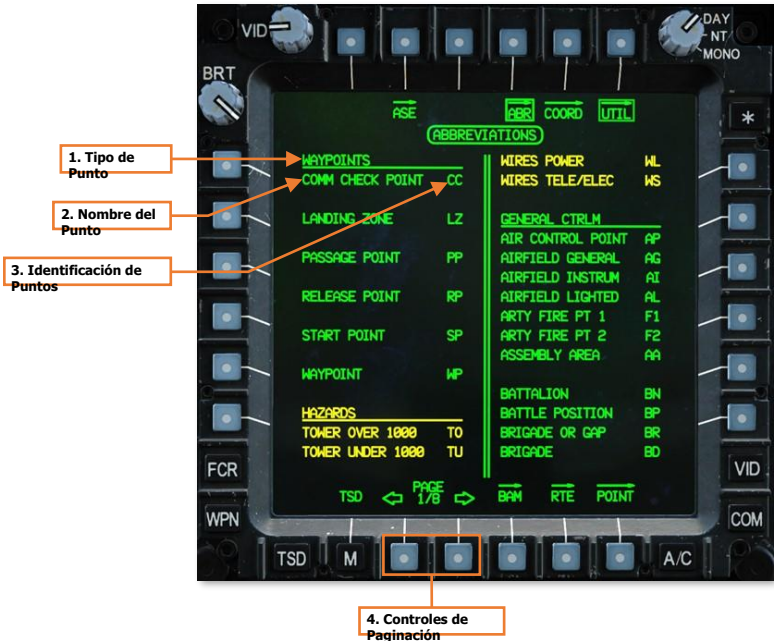 VID
DAY
NT
MONO
BRT
ASE
ABR
COORD
UTIL
*
ABBREVIATIONS
1. Tipo de
Punto
2. Nombre del
Punto
3. Identificación de
Puntos
WAYPOINTS
COMM CHECK POINT CC
LANDING ZONE LZ
PASSAGE POINT PP
RELEASE POINT RP
START POINT SP
WAYPOINT WP
HAZARDS
TOWER OVER 1000 TO
TOWER UNDER 1000 TU
WIRES POWER WL
WIRES TELE/ELEC WS
GENERAL CTRLM
AIR CONTROL POINT AP
AIRFIELD GENERAL AG
AIRFIELD INSTRUM AI
AIRFIELD LIGHTED AL
ARTY FIRE PT 1 F1
ARTY FIRE PT 2 F2
ASSEMBLY AREA AA
BATTALION BN
BATTLE POSITION BP
BRIGADE OR GAP BR
BRIGADE BD
FCR
VID
TSD
PAGE
1/8
BAM
RTE
POINT
WPN
COM
TSD
M
A/C
4. Controles de
Paginación